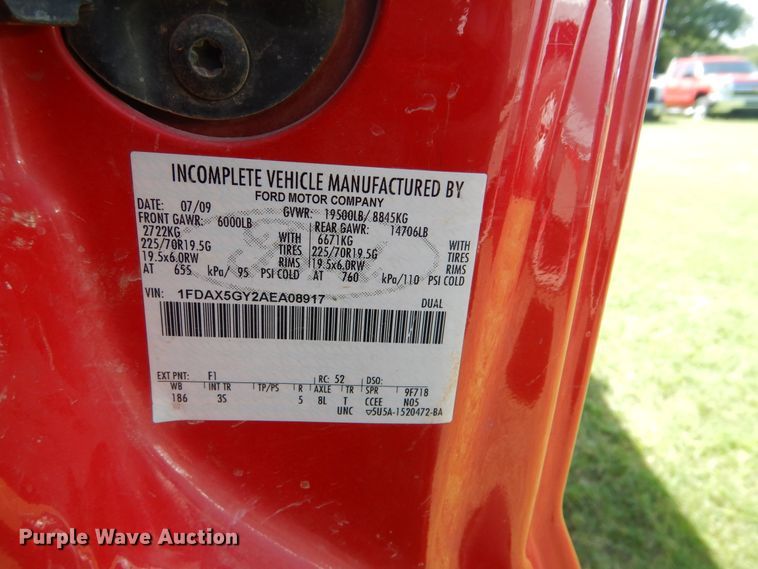 INCOMPLETE VEHICLE MANUFACTURED BY
FORD MOTOR COMPANY
DATE: 07/09 GVWR: 19500LB/ 8845KG
FRONT GAWR: 6000LB REAR GAWR: 14706LB
2722KG WITH 6671KG WITH
225/70R19.5G TIRES 225/70R19.5G TIRES
19.5x6.0RW RIMS 19.5x6.0RW RIMS
AT 655 kPa/ 95 PSI COLD AT 760 kPa/110 PSI COLD
VIN: 1FDAX5GY2AEA08917 DUAL
EXT PNT: F1 RC: 52 DSO:
WB INT TR TP/PS R AXLE TR SPR 9F718
186 3S 5 8L T CCEE N05
UNC ▽5U5A-1520472-BA
Purple Wave Auction